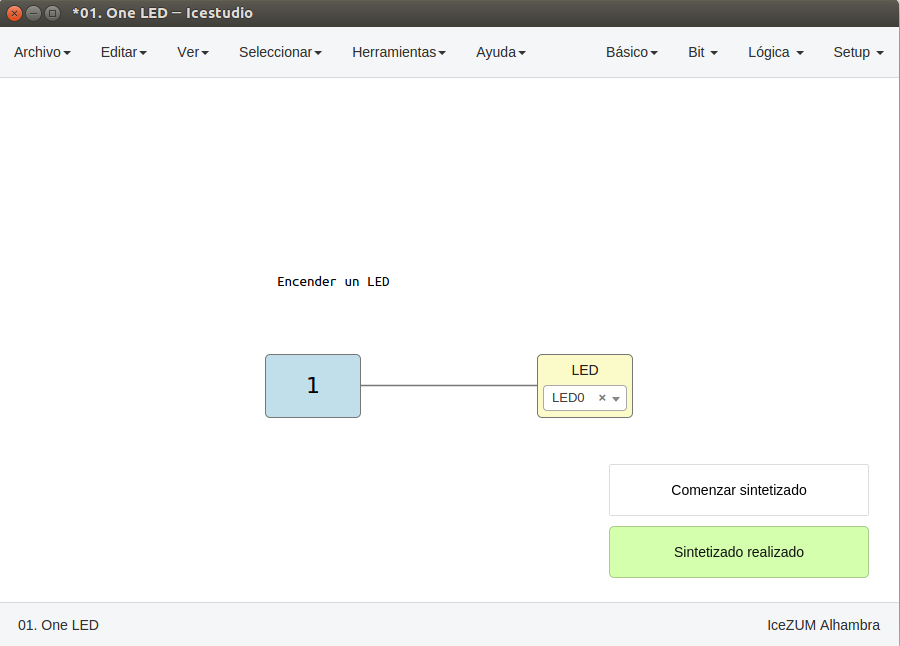 *01. One LED — Icestudio
Archivo Editar Ver Seleccionar Herramientas Ayuda Básico Bit Lógica Setup
Encender un LED
1
LED
LED0 ×
Comenzar sintetizado
Sintetizado realizado
01. One LED IceZUM Alhambra